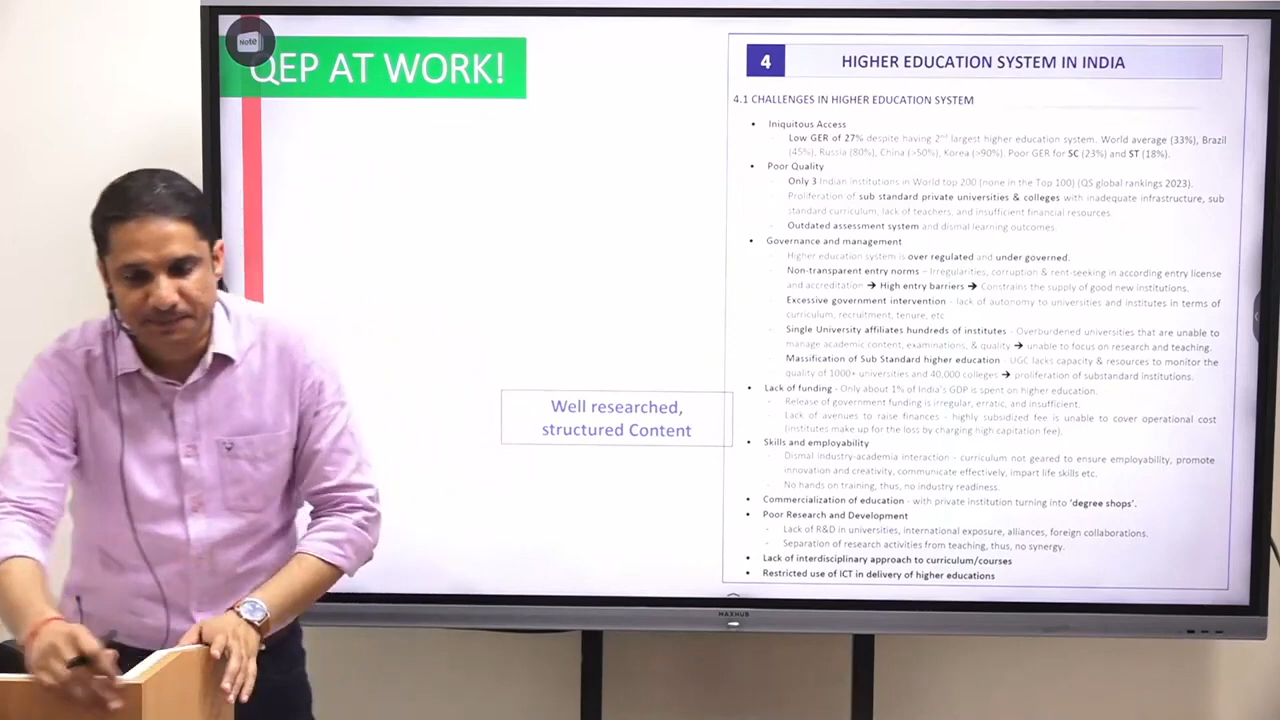 Note
QEP AT WORK!
4
HIGHER EDUCATION SYSTEM IN INDIA
4.1 CHALLENGES IN HIGHER EDUCATION SYSTEM
• Iniquitous Access
- Low GER of 27% despite having 2nd largest higher education system. World average (33%), Brazil
(45%), Russia (80%), China (>50%), Korea (>90%). Poor GER for SC (23%) and ST (18%).
• Poor Quality
- Only 3 Indian institutions in World top 200 (none in the Top 100) (QS global rankings 2023).
- Proliferation of sub standard private universities & colleges with inadequate infrastructure, sub
standard curriculum, lack of teachers, and insufficient financial resources.
- Outdated assessment system and dismal learning outcomes.
• Governance and management
- Higher education system is over regulated and under governed.
- Non-transparent entry norms – Irregularities, corruption & rent-seeking in according entry license
and accreditation → High entry barriers → Constrains the supply of good new institutions.
- Excessive government intervention - lack of autonomy to universities and institutes in terms of
curriculum, recruitment, tenure, etc
- Single University affiliates hundreds of institutes - Overburdened universities that are unable to
manage academic content, examinations, & quality → unable to focus on research and teaching.
- Massification of Sub Standard higher education - UGC lacks capacity & resources to monitor the
quality of 1000+ universities and 40,000 colleges → proliferation of substandard institutions.
• Lack of funding - Only about 1% of India's GDP is spent on higher education.
- Release of government funding is irregular, erratic, and insufficient.
- Lack of avenues to raise finances - highly subsidized fee is unable to cover operational cost
(institutes make up for the loss by charging high capitation fee).
• Skills and employability
- Dismal industry-academia interaction - curriculum not geared to ensure employability, promote
innovation and creativity, communicate effectively, impart life skills etc.
- No hands on training, thus, no industry readiness.
• Commercialization of education - with private institution turning into 'degree shops'.
• Poor Research and Development
- Lack of R&D in universities, international exposure, alliances, foreign collaborations.
- Separation of research activities from teaching, thus, no synergy.
• Lack of interdisciplinary approach to curriculum/courses
• Restricted use of ICT in delivery of higher educations
Well researched,
structured Content
MAXHUB